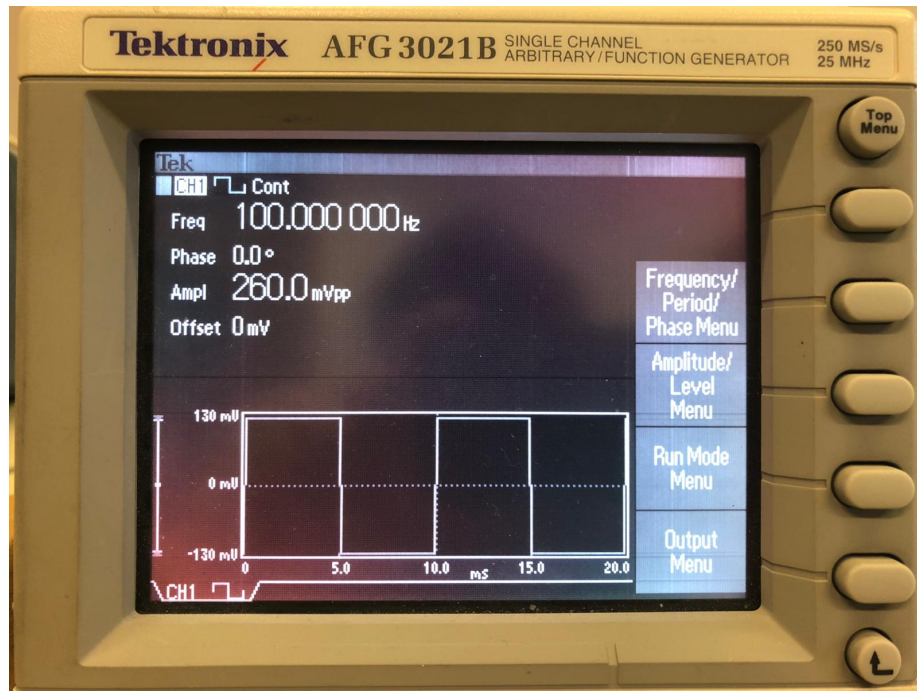 Tektronix AFG 3021B SINGLE CHANNEL
ARBITRARY/FUNCTION GENERATOR
250 MS/s
25 MHz
Top
Menu
Tek
CH1 Cont
Freq 100.000 000 Hz
Phase 0.0 °
Ampl 260.0 mVpp
Offset 0 mV
Frequency/
Period/
Phase Menu
Amplitude/
Level
Menu
Run Mode
Menu
Output
Menu
130 mV
0 mV
-130 mV
0 5.0 10.0 ms 15.0 20.0
CH1